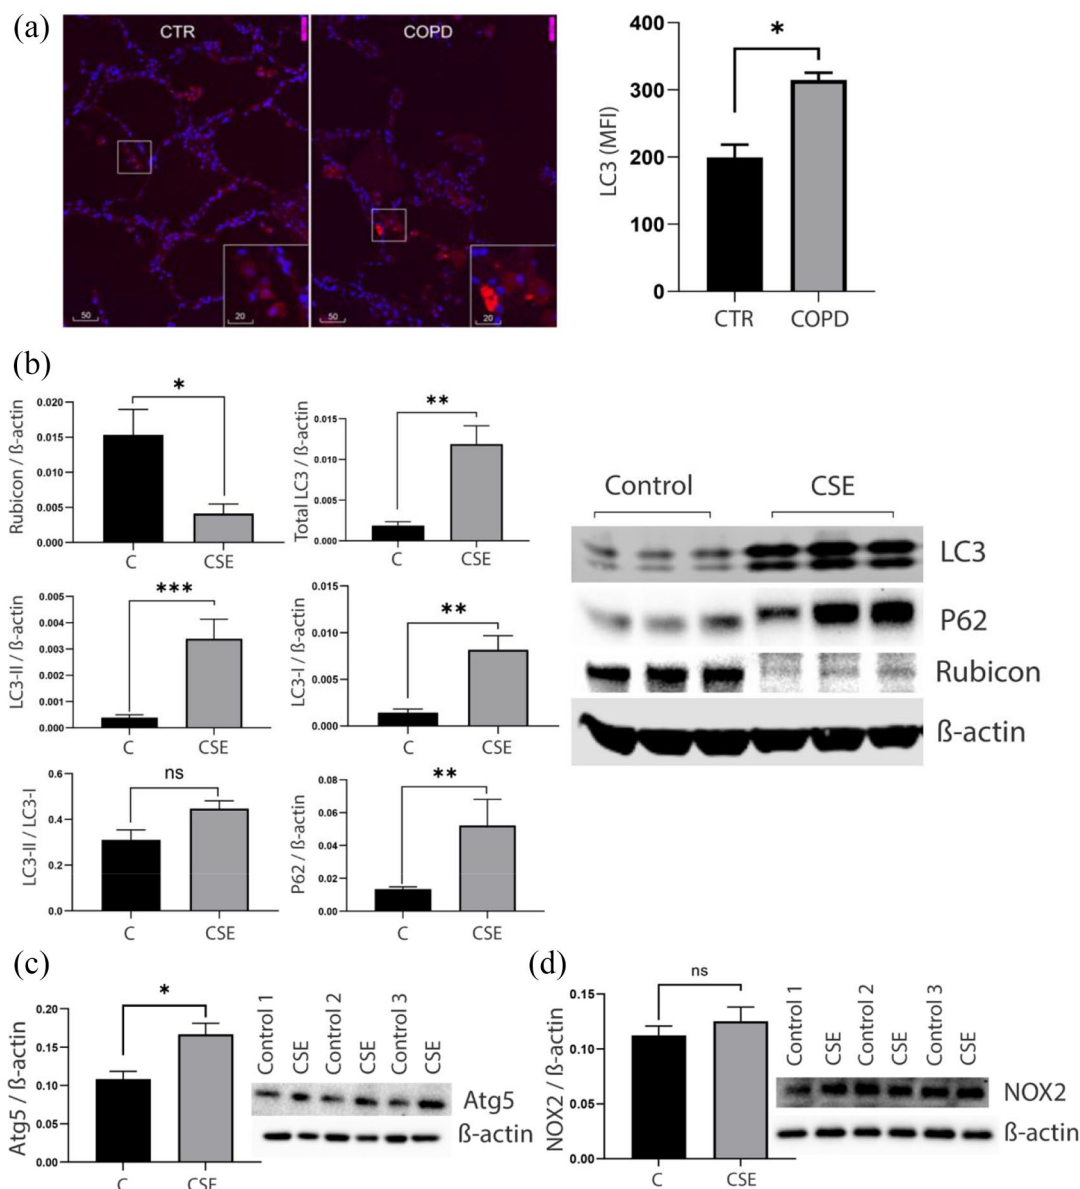 (a)
CTR
COPD
50
20
50
20
LC3 (MFI)
400
300
200
100
0
*
CTR
COPD
(b)
Rubicon / ß-actin
0.020
0.015
0.010
0.005
0.000
*
C
CSE
Total LC3 / ß-actin
0.015
0.010
0.005
0.000
**
C
CSE
LC3-II / ß-actin
0.005
0.004
0.003
0.002
0.001
0.000
***
C
CSE
LC3-I / ß-actin
0.015
0.010
0.005
0.000
**
C
CSE
LC3-II / LC3-I
0.6
0.4
0.2
0.0
ns
C
CSE
P62 / ß-actin
0.08
0.06
0.04
0.02
0.00
**
C
CSE
Control
CSE
LC3
P62
Rubicon
ß-actin
(c)
Atg5 / ß-actin
0.20
0.15
0.10
0.05
0.00
*
C
CSE
Control 1
CSE
Control 2
CSE
Control 3
CSE
Atg5
ß-actin
(d)
NOX2 / ß-actin
0.15
0.10
0.05
0.00
ns
C
CSE
Control 1
CSE
Control 2
CSE
Control 3
CSE
NOX2
ß-actin